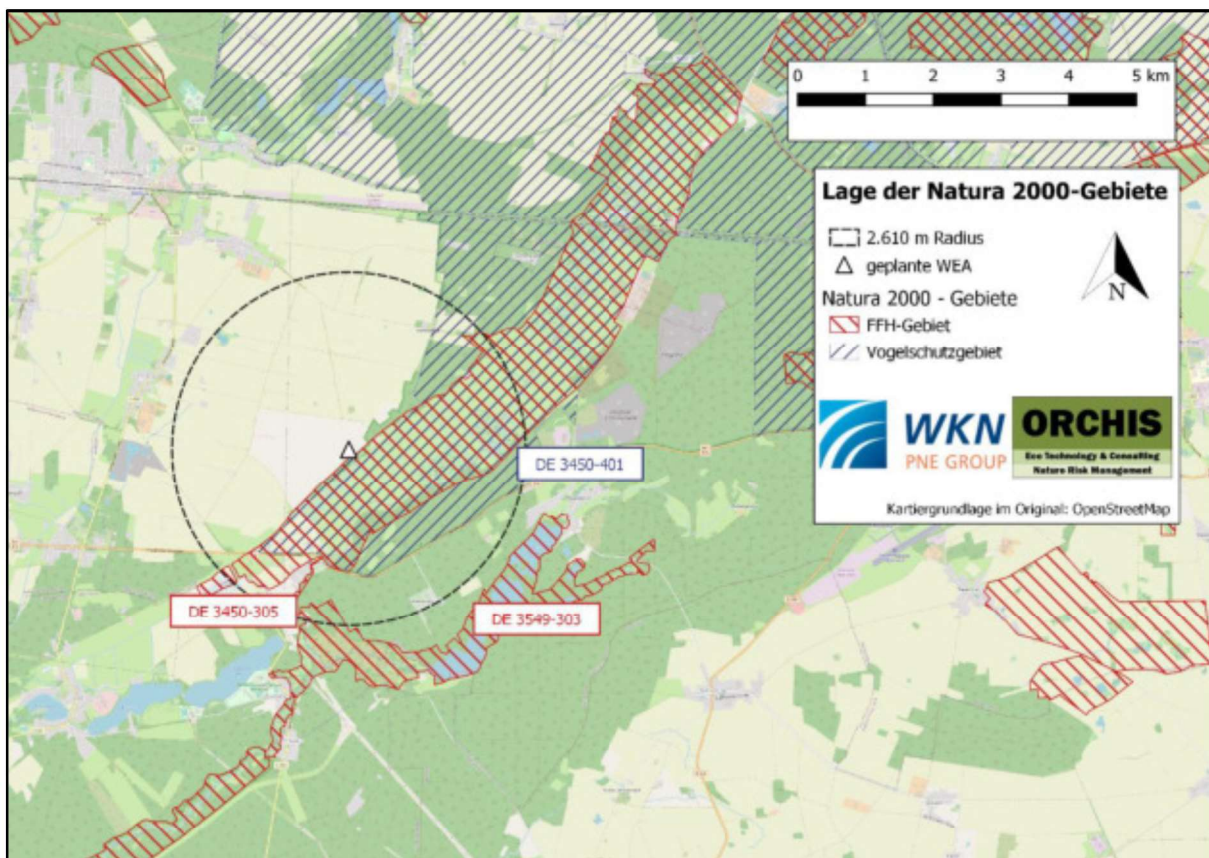 0 1 2 3 4 5 km
Lage der Natura 2000-Gebiete
2.610 m Radius
geplante WEA
N
Natura 2000 - Gebiete
FFH-Gebiet
Vogelschutzgebiet
WKN
PNE GROUP
ORCHIS
Eco Technology & Consulting
Nature Risk Management
Kartiergrundlage im Original: OpenStreetMap
DE 3450-401
DE 3450-305
DE 3549-303